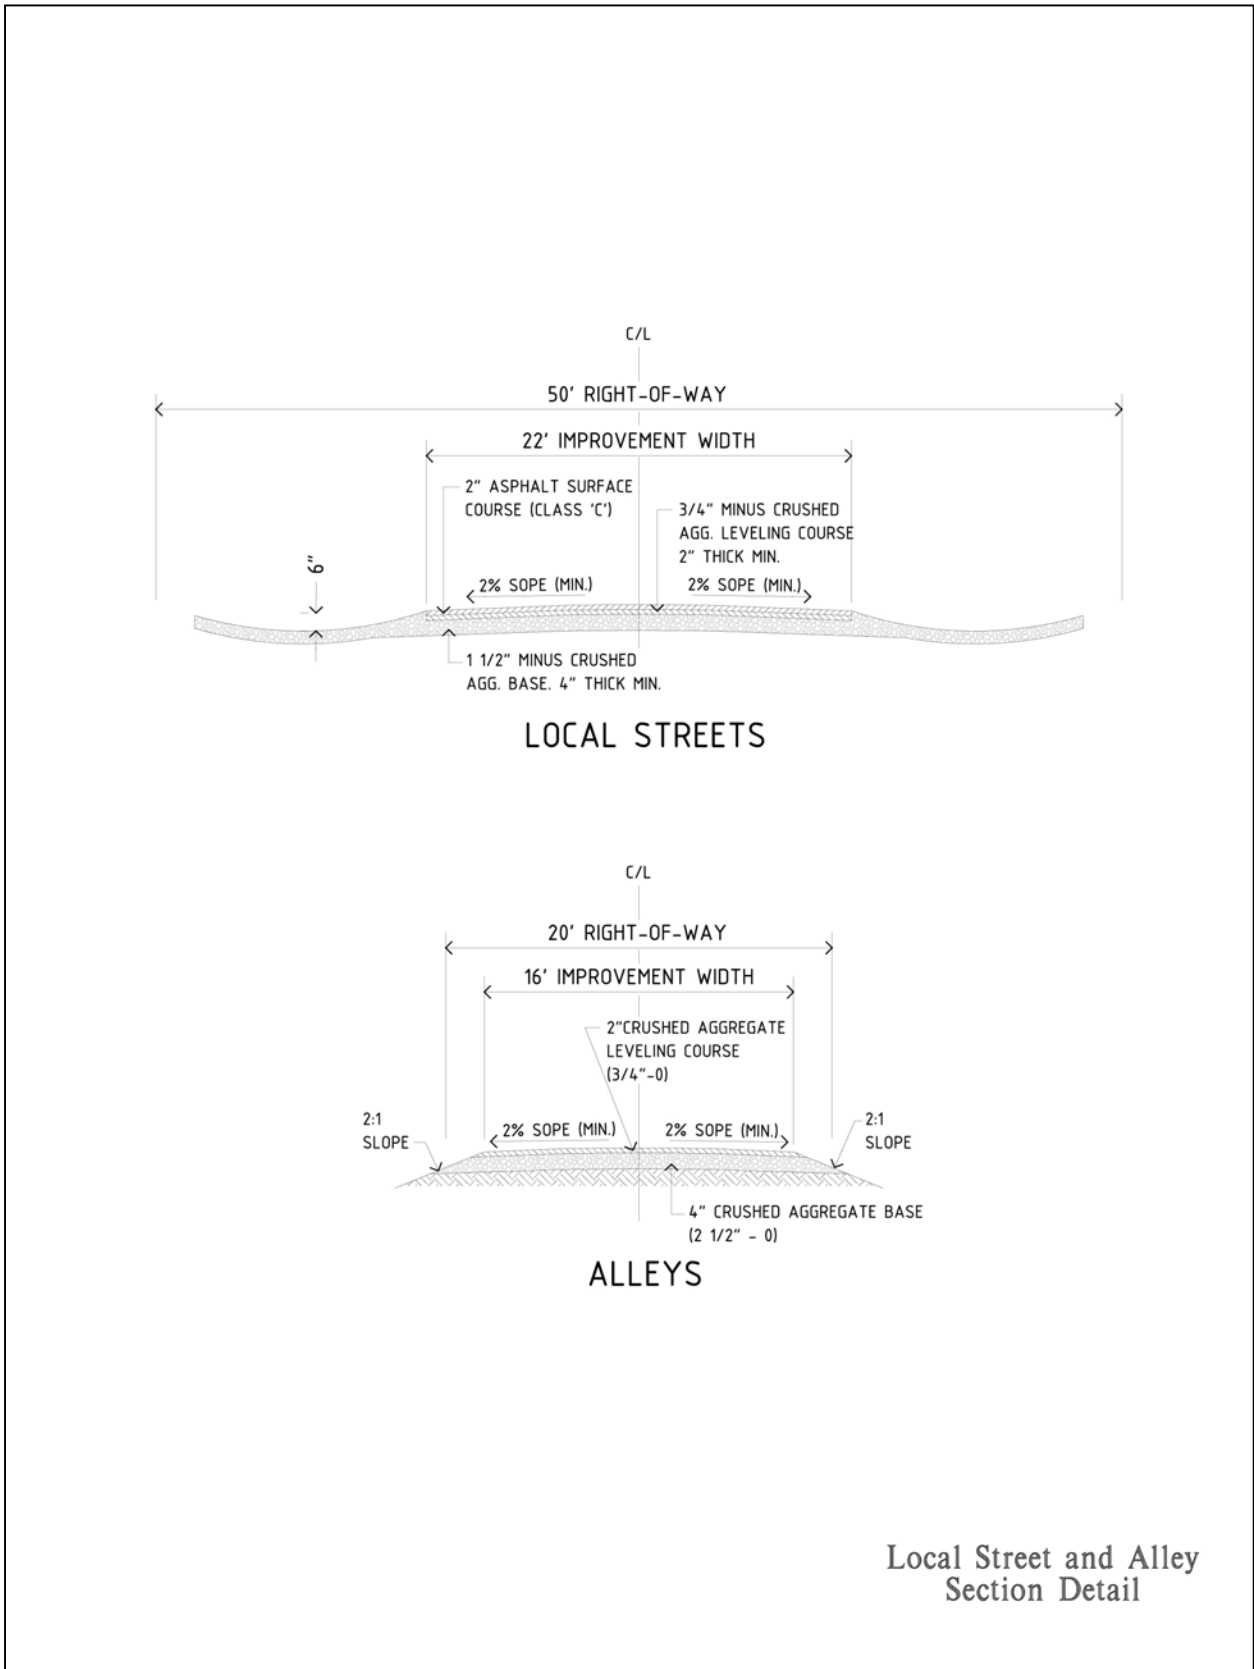 C/L
50' RIGHT-OF-WAY
22' IMPROVEMENT WIDTH
2" ASPHALT SURFACE
COURSE (CLASS 'C')
3/4" MINUS CRUSHED
AGG. LEVELING COURSE
2" THICK MIN.
6"
2% SOPE (MIN.)
2% SOPE (MIN.)
1 1/2" MINUS CRUSHED
AGG. BASE. 4" THICK MIN.
LOCAL STREETS
C/L
20' RIGHT-OF-WAY
16' IMPROVEMENT WIDTH
2"CRUSHED AGGREGATE
LEVELING COURSE
(3/4"-0)
2:1
SLOPE
2% SOPE (MIN.)
2% SOPE (MIN.)
2:1
SLOPE
4" CRUSHED AGGREGATE BASE
(2 1/2" - 0)
ALLEYS
Local Street and Alley
Section Detail